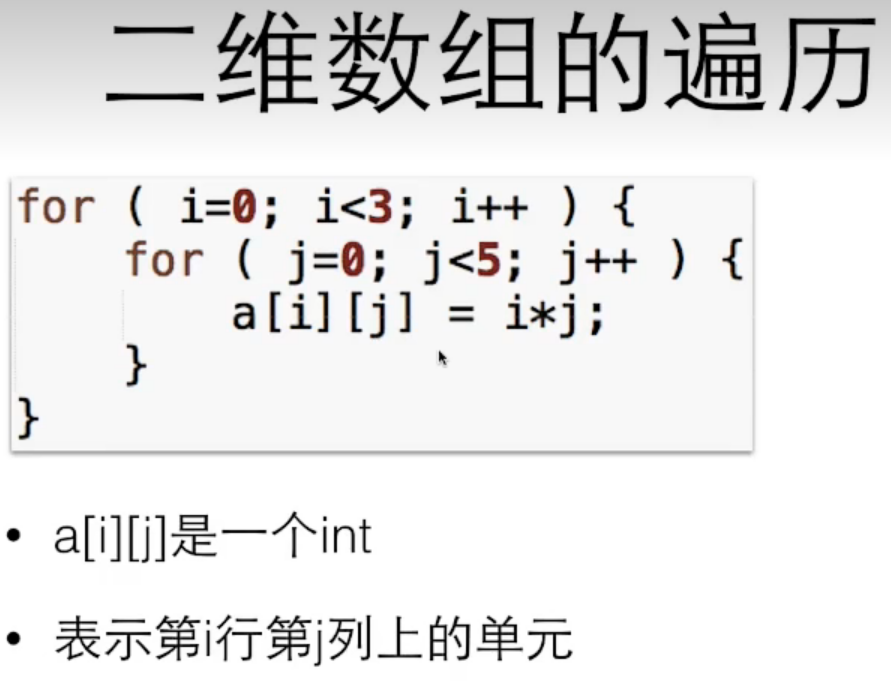 二维数组的遍历
for ( i=0; i<3; i++ ) {
for ( j=0; j<5; j++ ) {
a[i][j] = i*j;
}
}
• a[i][j]是一个int
• 表示第i行第j列上的单元